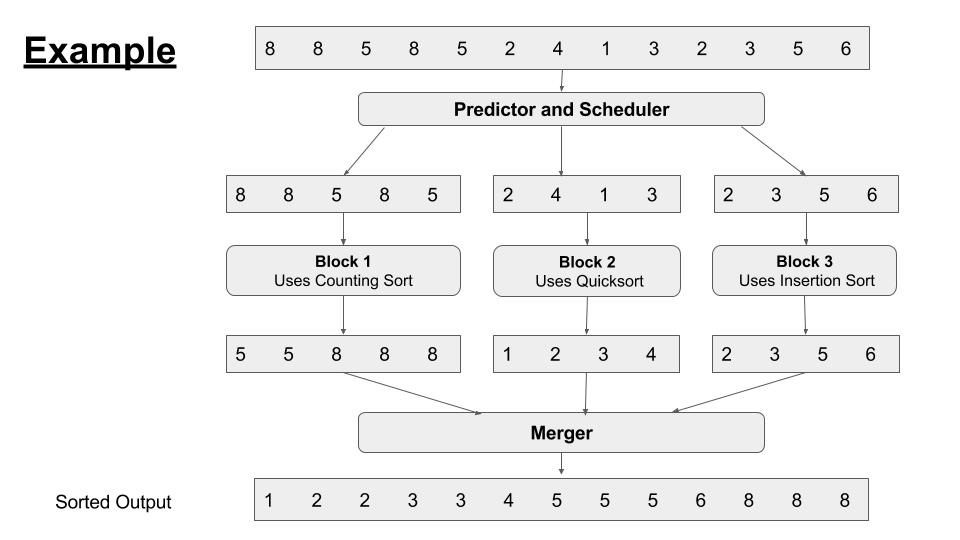 Example
8 8 5 8 5 2 4 1 3 2 3 5 6
Predictor and Scheduler
8 8 5 8 5
2 4 1 3
2 3 5 6
Block 1
Uses Counting Sort
Block 2
Uses Quicksort
Block 3
Uses Insertion Sort
5 5 8 8 8
1 2 3 4
2 3 5 6
Merger
Sorted Output
1 2 2 3 3 4 5 5 5 6 8 8 8